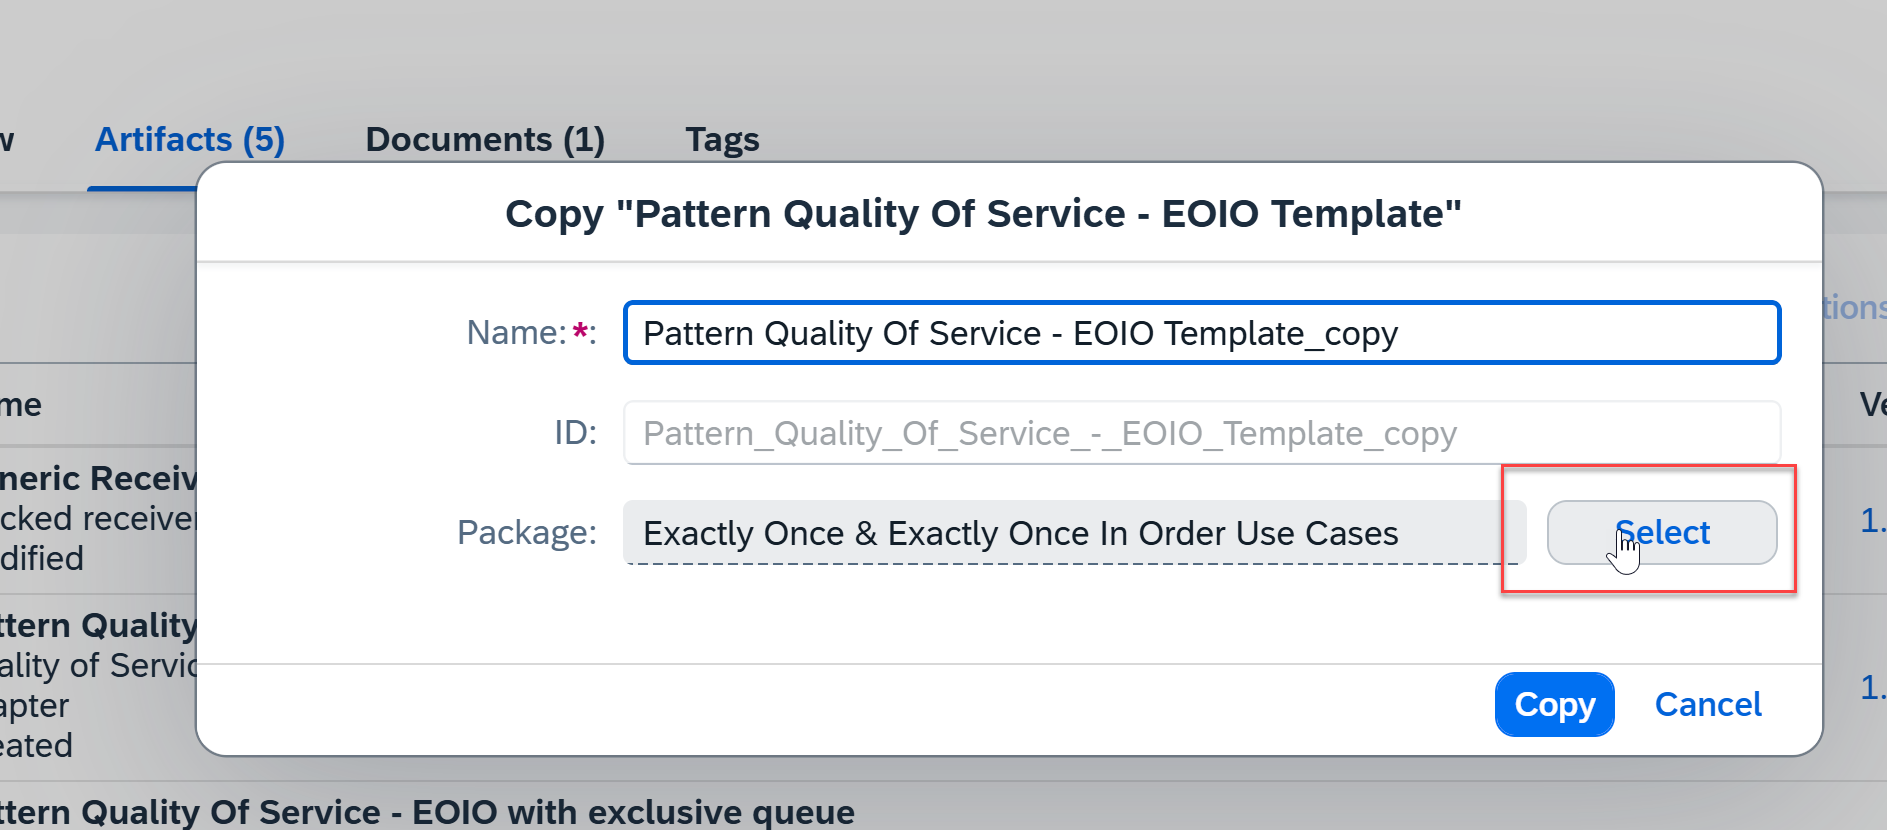 Artifacts (5) Documents (1) Tags
Copy "Pattern Quality Of Service - EOIO Template"
Name:*: Pattern Quality Of Service - EOIO Template_copy
ID: Pattern_Quality_Of_Service_-_EOIO_Template_copy
Package: Exactly Once & Exactly Once In Order Use Cases Select
Copy Cancel
tions
me Ve
neric Receiv
cked receiver
dified
1.
ttern Quality
ality of Servic
apter
eated
1.
ttern Quality Of Service - EOIO with exclusive queue